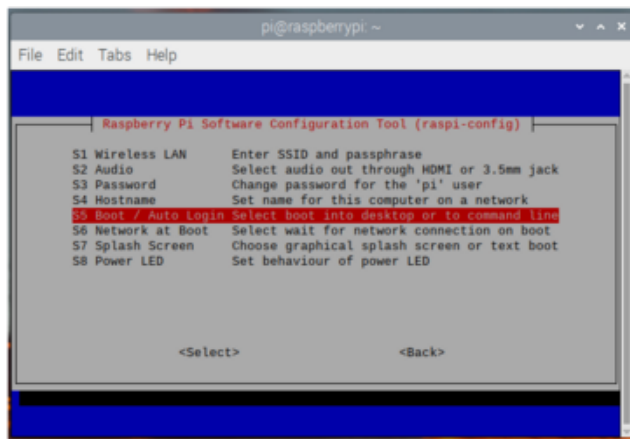 pi@raspberrypi: ~
File Edit Tabs Help
Raspberry Pi Software Configuration Tool (raspi-config)
S1 Wireless LAN Enter SSID and passphrase
S2 Audio Select audio out through HDMI or 3.5mm jack
S3 Password Change password for the 'pi' user
S4 Hostname Set name for this computer on a network
S5 Boot / Auto Login Select boot into desktop or to command line
S6 Network at Boot Select wait for network connection on boot
S7 Splash Screen Choose graphical splash screen or text boot
S8 Power LED Set behaviour of power LED
<Select> <Back>